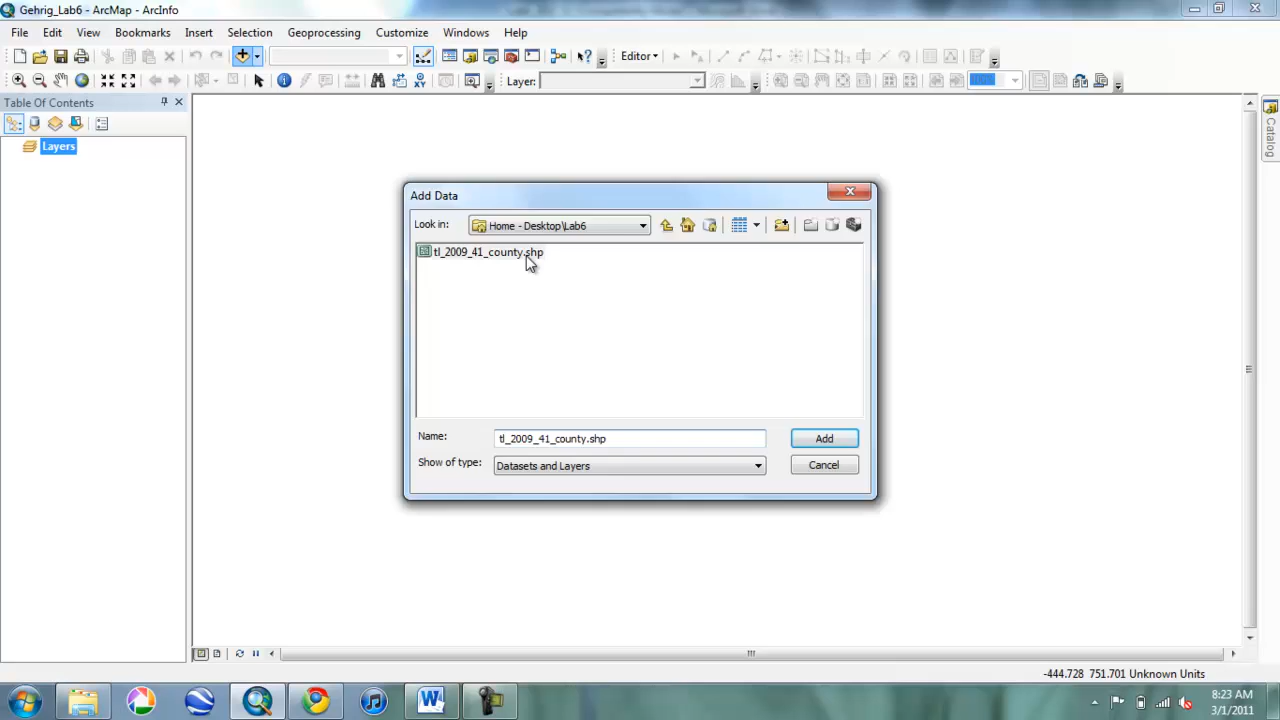 Gehrig_Lab6 - ArcMap - ArcInfo
File Edit View Bookmarks Insert Selection Geoprocessing Customize Windows Help
Editor
Layer:
Table Of Contents
Layers
Catalog
Add Data
Look in: Home - Desktop\Lab6
tl_2009_41_county.shp
Name: tl_2009_41_county.shp Add
Show of type: Datasets and Layers Cancel
-444.728 751.701 Unknown Units
8:23 AM
3/1/2011